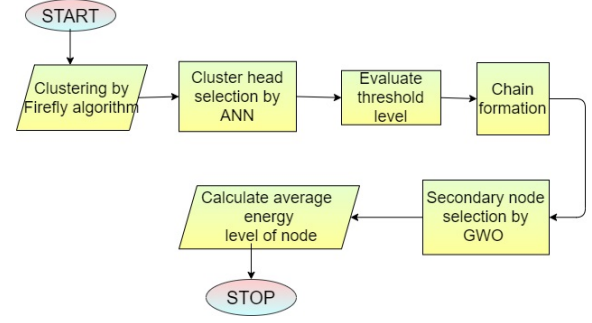 START
Clustering by
Firefly algorithm
Cluster head
selection by
ANN
Evaluate
threshold
level
Chain
formation
Secondary node
selection by
GWO
Calculate average
energy
level of node
STOP